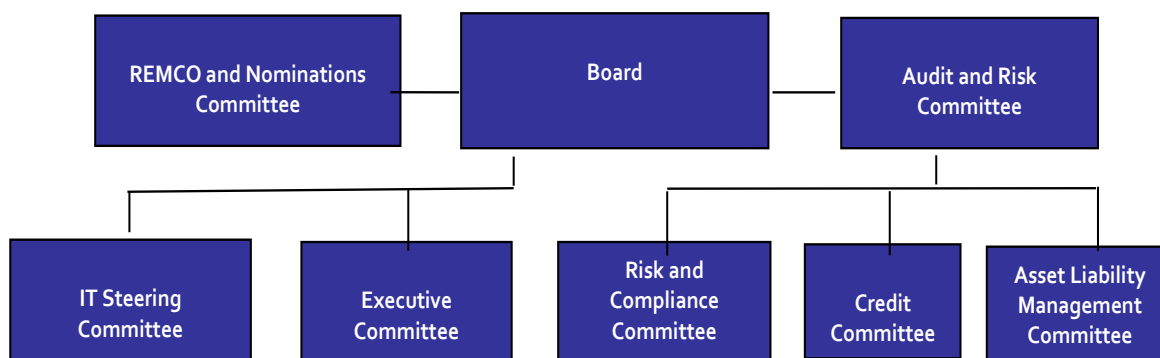 REMCO and Nominations
Committee
Board
Audit and Risk
Committee
IT Steering
Committee
Executive
Committee
Risk and
Compliance
Committee
Credit
Committee
Asset Liability
Management
Committee